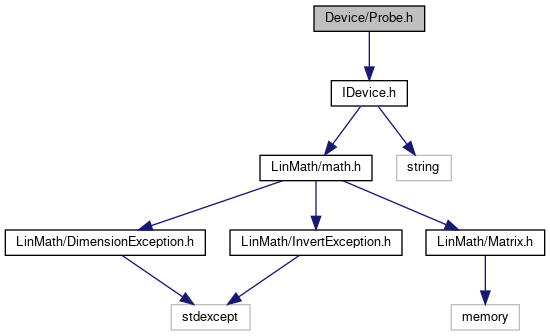 Device/Probe.h
IDevice.h
LinMath/math.h
string
LinMath/DimensionException.h
LinMath/InvertException.h
LinMath/Matrix.h
stdexcept
memory